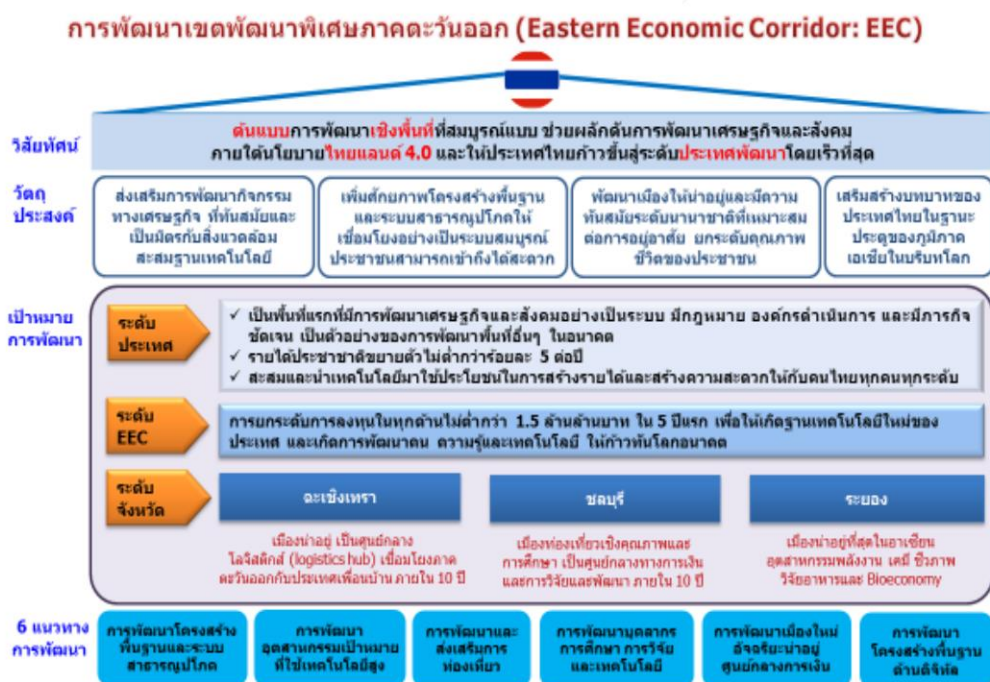 การพัฒนาเขตพัฒนาพิเศษภาคตะวันออก (Eastern Economic Corridor: EEC)
วิสัยทัศน์
ต้นแบบการพัฒนาเชิงพื้นที่ที่สมบูรณ์แบบ ช่วยผลักดันการพัฒนาเศรษฐกิจและสังคม
ภายใต้นโยบายไทยแลนด์ 4.0 และให้ประเทศไทยก้าวขึ้นสู่ระดับประเทศพัฒนาโดยเร็วที่สุด
วัตถุ
ประสงค์
ส่งเสริมการพัฒนากิจกรรม
ทางเศรษฐกิจ ที่ทันสมัยและ
เป็นมิตรกับสิ่งแวดล้อม
สะสมฐานเทคโนโลยี
เพิ่มศักยภาพโครงสร้างพื้นฐาน
และระบบสาธารณูปโภคให้
เชื่อมโยงอย่างเป็นระบบสมบูรณ์
ประชาชนสามารถเข้าถึงได้สะดวก
พัฒนาเมืองให้น่าอยู่และมีความ
ทันสมัยระดับนานาชาติที่เหมาะสม
ต่อการอยู่อาศัย ยกระดับคุณภาพ
ชีวิตของประชาชน
เสริมสร้างบทบาทของ
ประเทศไทยในฐานะ
ประตูของภูมิภาค
เอเชียในบริบทโลก
เป้าหมาย
การพัฒนา
ระดับ
ประเทศ
✓ เป็นพื้นที่แรกที่มีการพัฒนาเศรษฐกิจและสังคมอย่างเป็นระบบ มีกฎหมาย องค์กรดำเนินการ และมีภารกิจ
ชัดเจน เป็นตัวอย่างของการพัฒนาพื้นที่อื่นๆ ในอนาคต
✓ รายได้ประชาชาติขยายตัวไม่ต่ำกว่าร้อยละ 5 ต่อปี
✓ สะสมและนำเทคโนโลยีมาใช้ประโยชน์ในการสร้างรายได้และสร้างความสะดวกให้กับคนไทยทุกคนทุกระดับ
ระดับ
EEC
การยกระดับการลงทุนในทุกด้านไม่ต่ำกว่า 1.5 ล้านล้านบาท ใน 5 ปีแรก เพื่อให้เกิดฐานเทคโนโลยีใหม่ของ
ประเทศ และเกิดการพัฒนาคน ความรู้และเทคโนโลยี ให้ก้าวทันโลกอนาคต
ระดับ
จังหวัด
ฉะเชิงเทรา
ชลบุรี
ระยอง
เมืองน่าอยู่ เป็นศูนย์กลาง
โลจิสติกส์ (logistics hub) เชื่อมโยงภาค
ตะวันออกกับประเทศเพื่อนบ้าน ภายใน 10 ปี
เมืองท่องเที่ยวเชิงคุณภาพและ
การศึกษา เป็นศูนย์กลางทางการเงิน
และการวิจัยและพัฒนา ภายใน 10 ปี
เมืองน่าอยู่ที่สุดในอาเซียน
อุตสาหกรรมพลังงาน เคมี ชีวภาพ
วิจัยอาหารและ Bioeconomy
6 แนวทาง
การพัฒนา
การพัฒนาโครงสร้าง
พื้นฐานและระบบ
สาธารณูปโภค
การพัฒนา
อุตสาหกรรมเป้าหมาย
ที่ใช้เทคโนโลยีสูง
การพัฒนาและ
ส่งเสริมการ
ท่องเที่ยว
การพัฒนาบุคลากร
การศึกษา การวิจัย
และเทคโนโลยี
การพัฒนาเมืองใหม่
อัจฉริยะน่าอยู่
ศูนย์กลางการเงิน
การพัฒนา
โครงสร้างพื้นฐาน
ด้านดิจิทัล